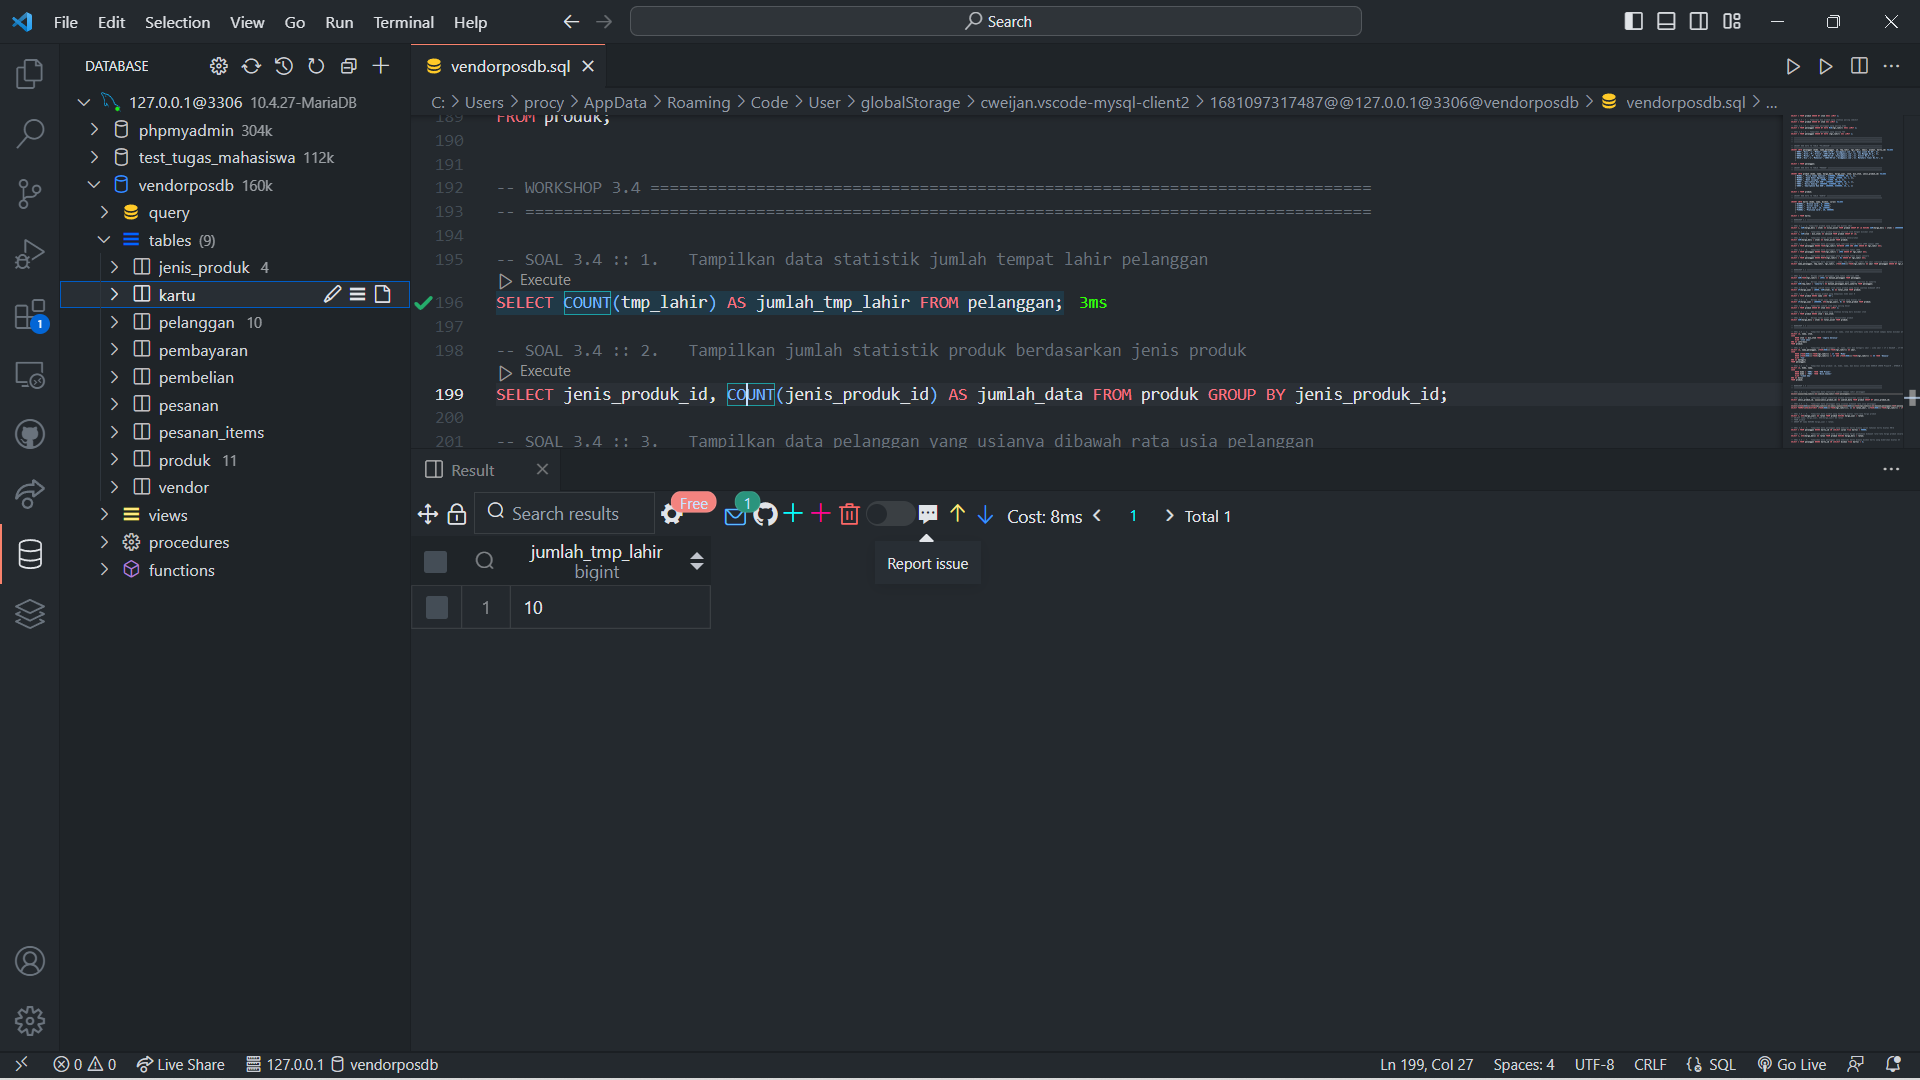 File Edit Selection View Go Run Terminal Help
Search
DATABASE
127.0.0.1@3306 10.4.27-MariaDB
phpmyadmin 304k
test_tugas_mahasiswa 112k
vendorposdb 160k
query
tables (9)
jenis_produk 4
kartu
pelanggan 10
pembayaran
pembelian
pesanan
pesanan_items
produk 11
vendor
views
procedures
functions
1
vendorposdb.sql
C: > Users > procy > AppData > Roaming > Code > User > globalStorage > cweijan.vscode-mysql-client2 > 1681097317487@@127.0.0.1@3306@vendorposdb > vendorposdb.sql > ...
189 FROM produk;
190
191
192 -- WORKSHOP 3.4 ===========================================================================
193 -- ========================================================================================
194
195 -- SOAL 3.4 :: 1. Tampilkan data statistik jumlah tempat lahir pelanggan
Execute
196 SELECT COUNT(tmp_lahir) AS jumlah_tmp_lahir FROM pelanggan; 3ms
197
198 -- SOAL 3.4 :: 2. Tampilkan jumlah statistik produk berdasarkan jenis produk
Execute
199 SELECT jenis_produk_id, COUNT(jenis_produk_id) AS jumlah_data FROM produk GROUP BY jenis_produk_id;
200
201 -- SOAL 3.4 :: 3. Tampilkan data pelanggan yang usianya dibawah rata usia pelanggan
Result
Search results Free 1 Cost: 8ms < 1 > Total 1
Report issue
jumlah_tmp_lahir
bigint
1 10
0 0 Live Share 127.0.0.1 vendorposdb
Ln 199, Col 27 Spaces: 4 UTF-8 CRLF SQL Go Live